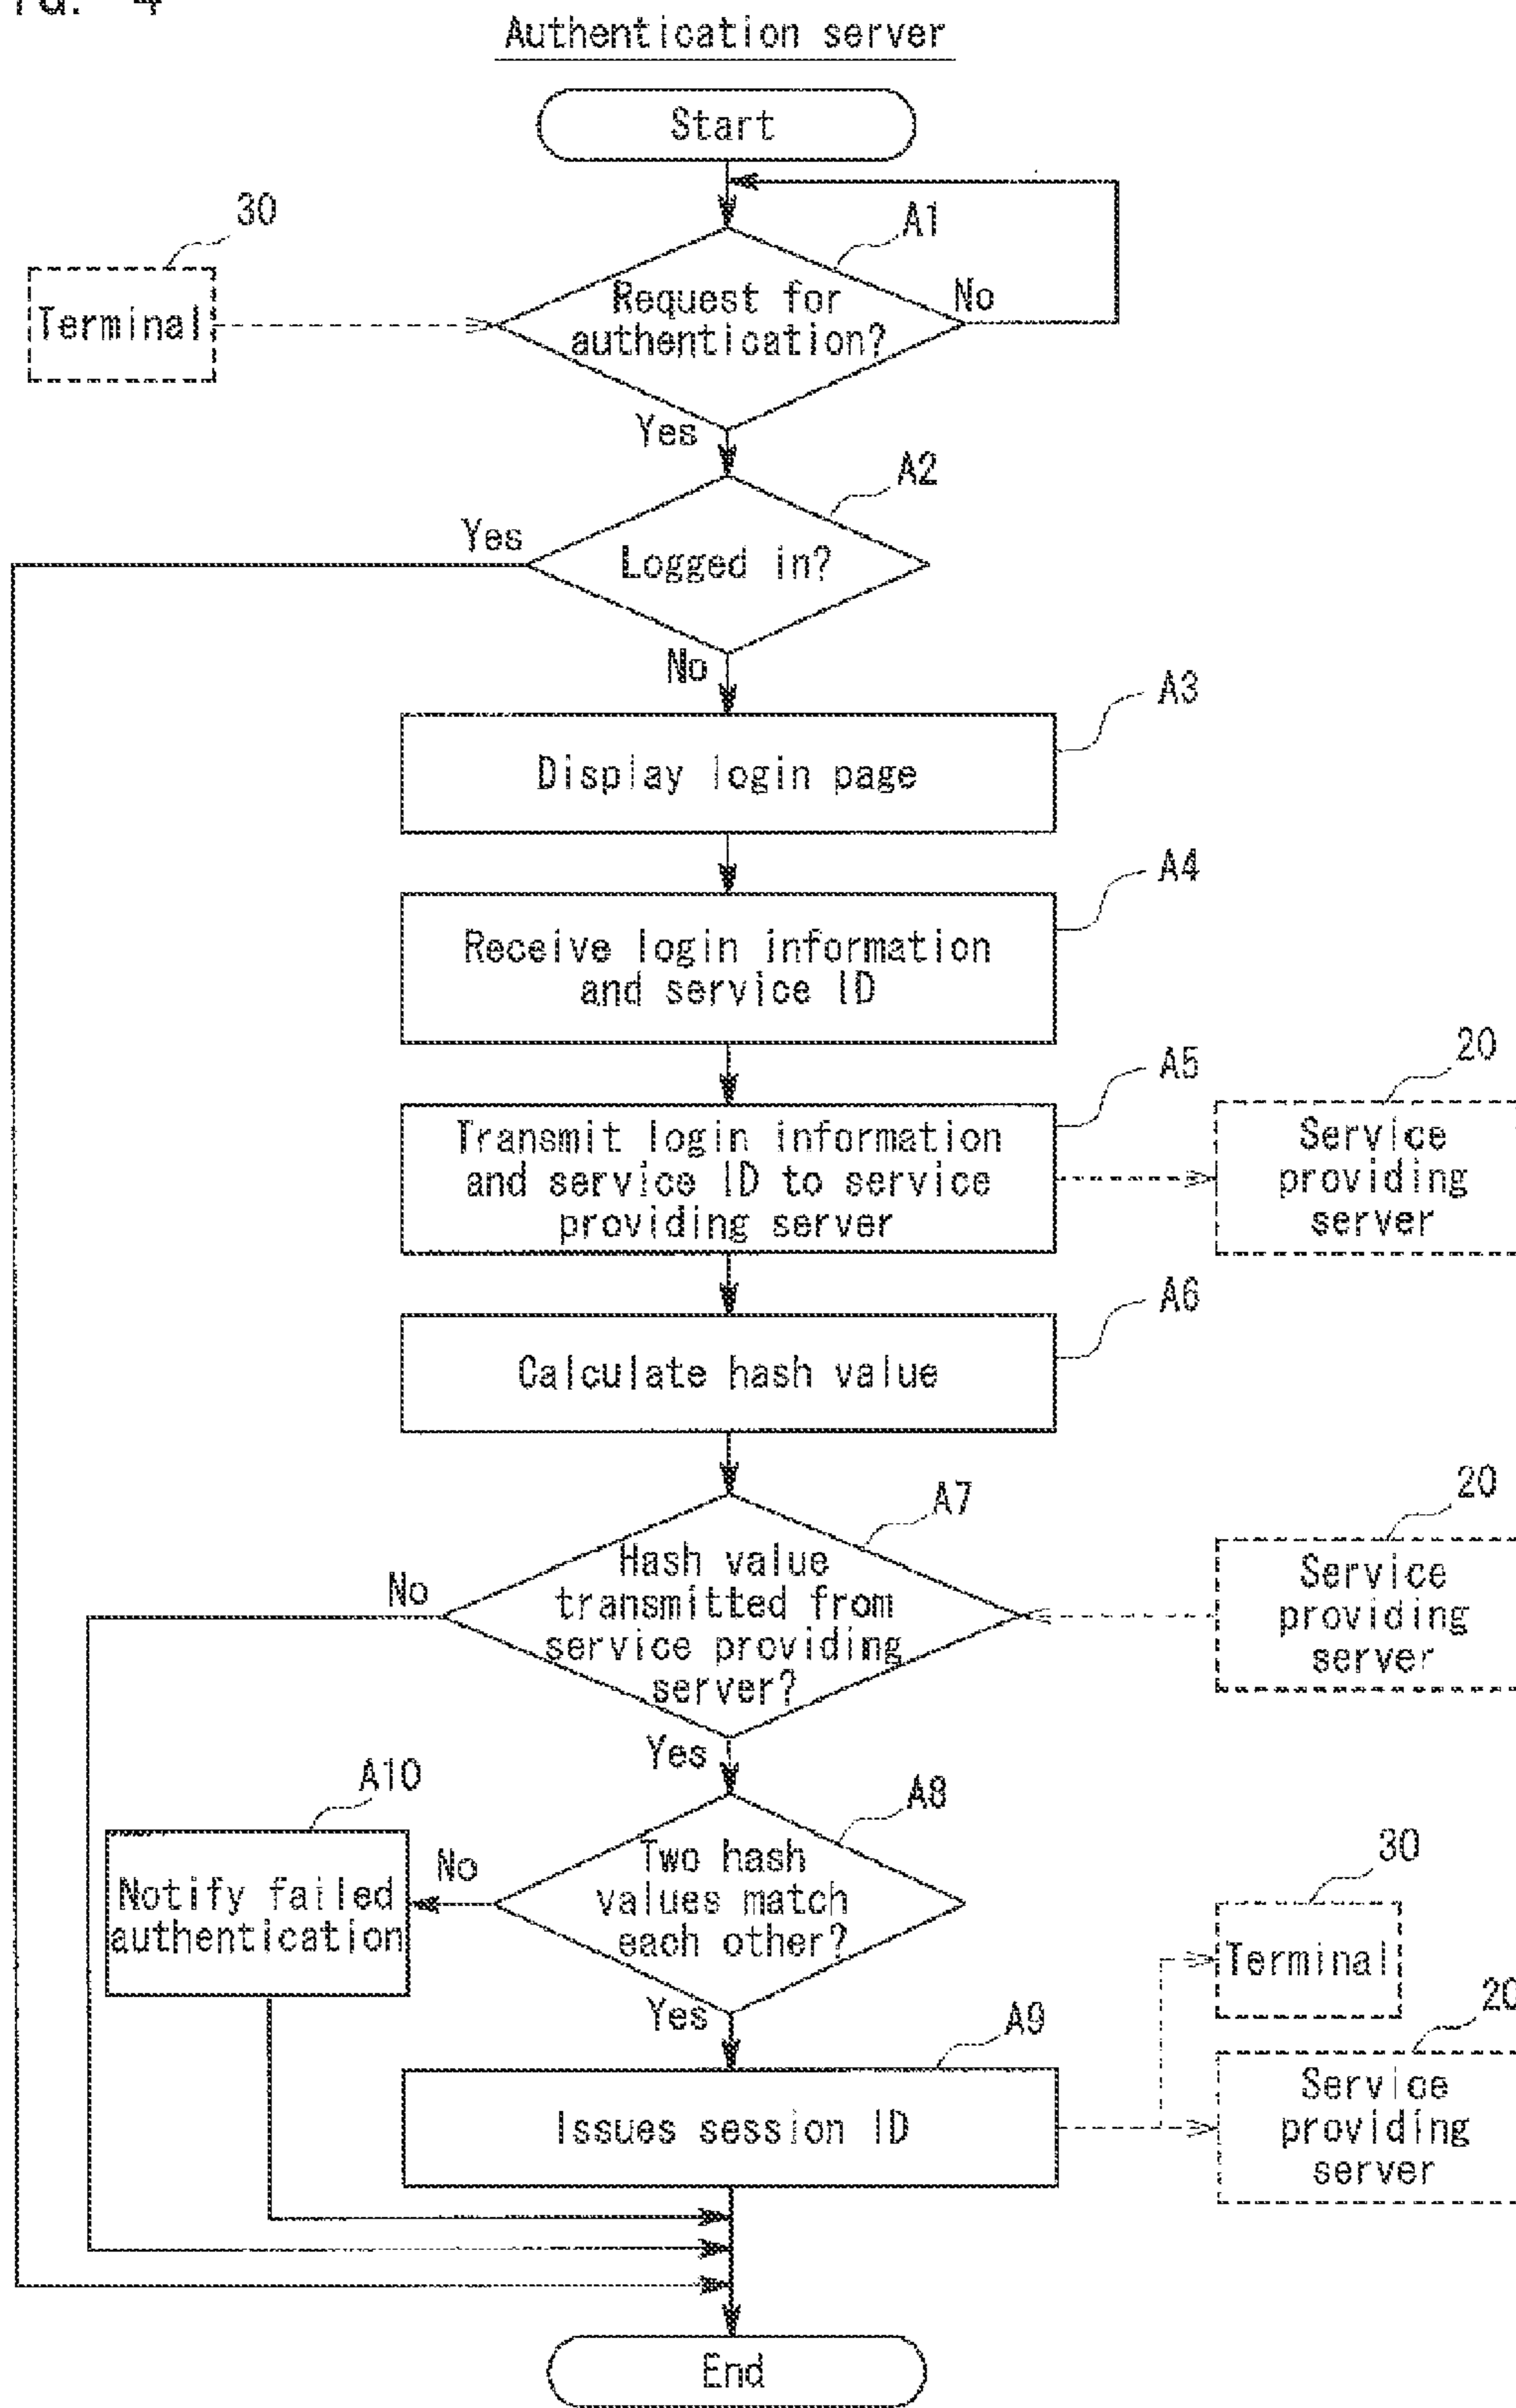 Authentication server
Start
30
A1
Terminal
Request for
authentication?
No
Yes
A2
Yes
Logged in?
No
A3
Display login page
A4
Receive login information
and service ID
A5
20
Transmit login information
and service ID to service
providing server
Service
providing
server
A6
Calculate hash value
A7
20
No
Hash value
transmitted from
service providing
server?
Service
providing
server
Yes
A10
A8
Notify failed
authentication
No
Two hash
values match
each other?
30
Terminal
Yes
A9
20
Issues session ID
Service
providing
server
End